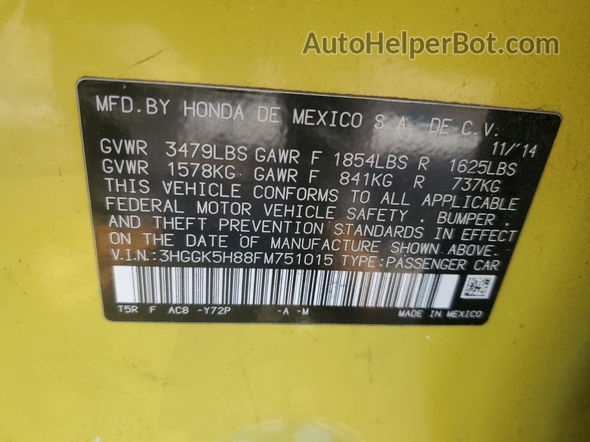 AutoHelperBot.com
MFD.BY HONDA DE MEXICO S.A. DE C.V.
11/14
GVWR 3479LBS GAWR F 1854LBS R 1625LBS
GVWR 1578KG GAWR F 841KG R 737KG
THIS VEHICLE CONFORMS TO ALL APPLICABLE
FEDERAL MOTOR VEHICLE SAFETY , BUMPER ,
AND THEFT PREVENTION STANDARDS IN EFFECT
ON THE DATE OF MANUFACTURE SHOWN ABOVE.
V.I.N.: 3HGGK5H88FM751015 TYPE:PASSENGER CAR
T5R F AC8 -Y72P -A -M MADE IN MEXICO